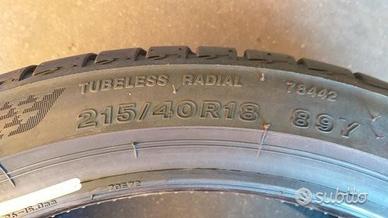 TUBELESS RADIAL 78442
215/40R18 89Y
subito